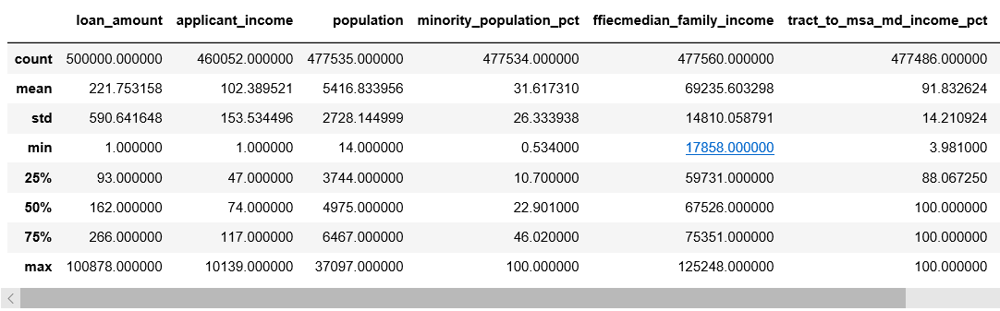 loan_amount applicant_income population minority_population_pct ffiecmedian_family_income tract_to_msa_md_income_pct
count 500000.000000 460052.000000 477535.000000 477534.000000 477560.000000 477486.000000
mean 221.753158 102.389521 5416.833956 31.617310 69235.603298 91.832624
std 590.641648 153.534496 2728.144999 26.333938 14810.058791 14.210924
min 1.000000 1.000000 14.000000 0.534000 17858.000000 3.981000
25% 93.000000 47.000000 3744.000000 10.700000 59731.000000 88.067250
50% 162.000000 74.000000 4975.000000 22.901000 67526.000000 100.000000
75% 266.000000 117.000000 6467.000000 46.020000 75351.000000 100.000000
max 100878.000000 10139.000000 37097.000000 100.000000 125248.000000 100.000000